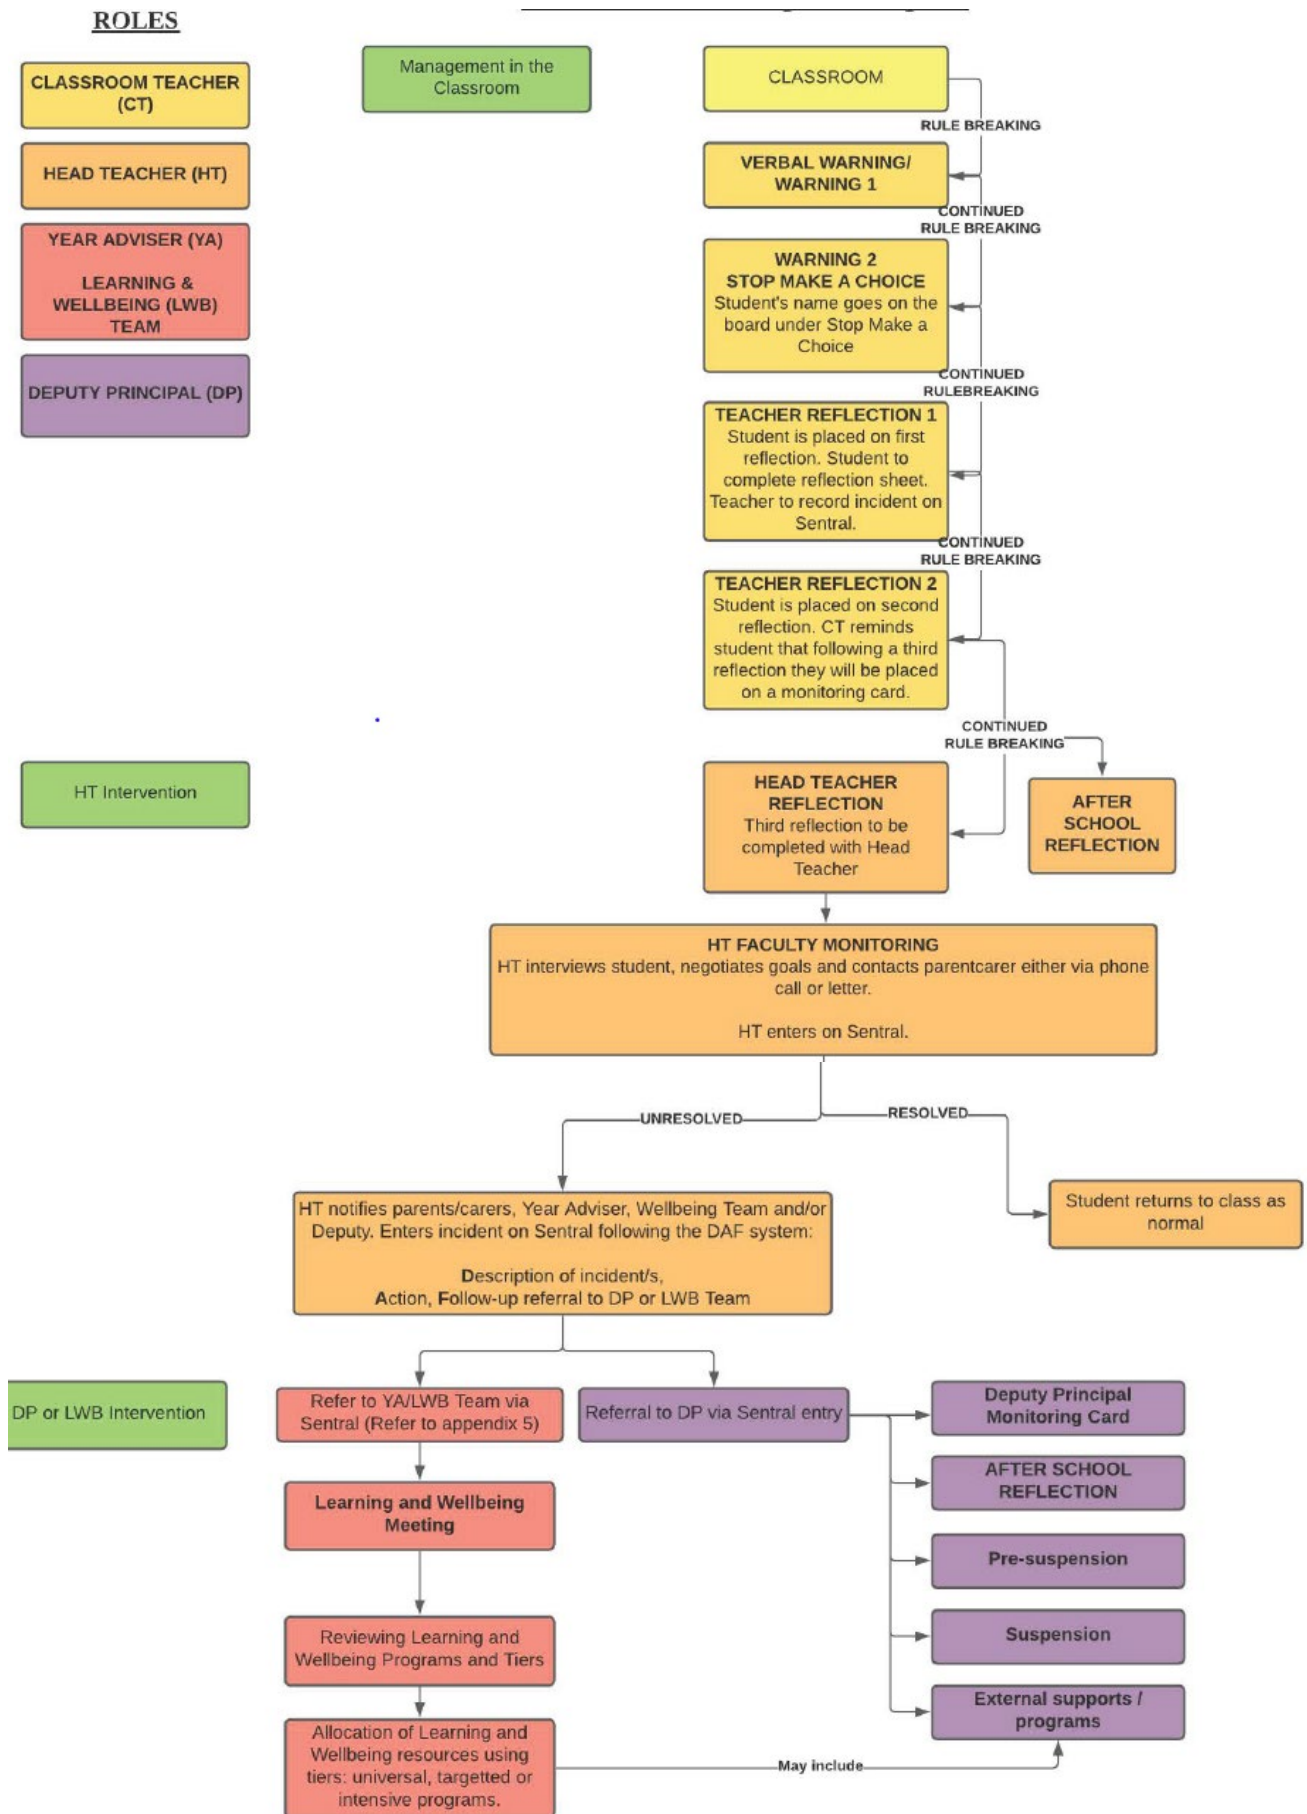 ROLES
CLASSROOM TEACHER
(CT)
HEAD TEACHER (HT)
YEAR ADVISER (YA)
LEARNING &
WELLBEING (LWB)
TEAM
DEPUTY PRINCIPAL (DP)
Management in the
Classroom
CLASSROOM
RULE BREAKING
VERBAL WARNING/
WARNING 1
CONTINUED
RULE BREAKING
WARNING 2
STOP MAKE A CHOICE
Student's name goes on the
board under Stop Make a
Choice
CONTINUED
RULEBREAKING
TEACHER REFLECTION 1
Student is placed on first
reflection. Student to
complete reflection sheet.
Teacher to record incident on
Sentral.
CONTINUED
RULE BREAKING
TEACHER REFLECTION 2
Student is placed on second
reflection. CT reminds
student that following a third
reflection they will be placed
on a monitoring card.
CONTINUED
RULE BREAKING
HT Intervention
HEAD TEACHER
REFLECTION
Third reflection to be
completed with Head
Teacher
AFTER
SCHOOL
REFLECTION
HT FACULTY MONITORING
HT interviews student, negotiates goals and contacts parentcarer either via phone
call or letter.
HT enters on Sentral.
UNRESOLVED
RESOLVED
HT notifies parents/carers, Year Adviser, Wellbeing Team and/or
Deputy. Enters incident on Sentral following the DAF system:
Description of incident/s,
Action, Follow-up referral to DP or LWB Team
Student returns to class as
normal
DP or LWB Intervention
Refer to YA/LWB Team via
Sentral (Refer to appendix 5)
Referral to DP via Sentral entry
Deputy Principal
Monitoring Card
Learning and Wellbeing
Meeting
AFTER SCHOOL
REFLECTION
Pre-suspension
Reviewing Learning and
Wellbeing Programs and Tiers
Suspension
External supports /
programs
Allocation of Learning and
Wellbeing resources using
tiers: universal, targetted or
intensive programs.
May include